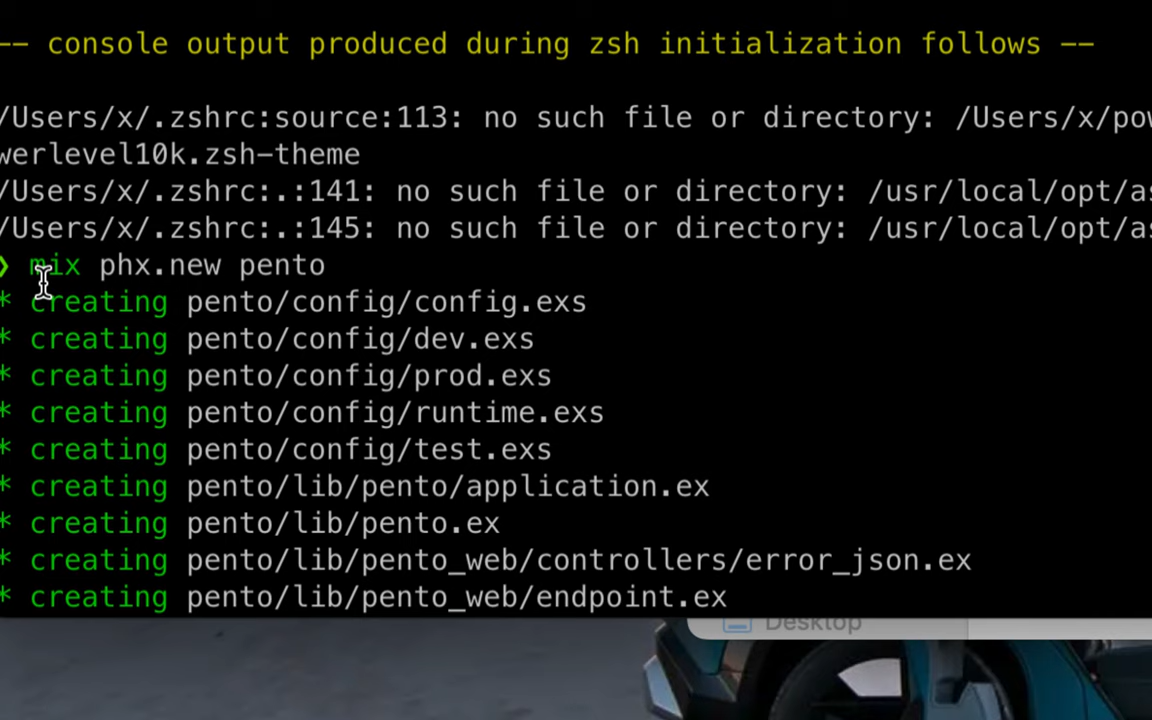 -- console output produced during zsh initialization follows --
/Users/x/.zshrc:source:113: no such file or directory: /Users/x/pow
werlevel10k.zsh-theme
/Users/x/.zshrc:.:141: no such file or directory: /usr/local/opt/as
/Users/x/.zshrc:.:145: no such file or directory: /usr/local/opt/as
❯ mix phx.new pento
* creating pento/config/config.exs
* creating pento/config/dev.exs
* creating pento/config/prod.exs
* creating pento/config/runtime.exs
* creating pento/config/test.exs
* creating pento/lib/pento/application.ex
* creating pento/lib/pento.ex
* creating pento/lib/pento_web/controllers/error_json.ex
* creating pento/lib/pento_web/endpoint.ex
Desktop